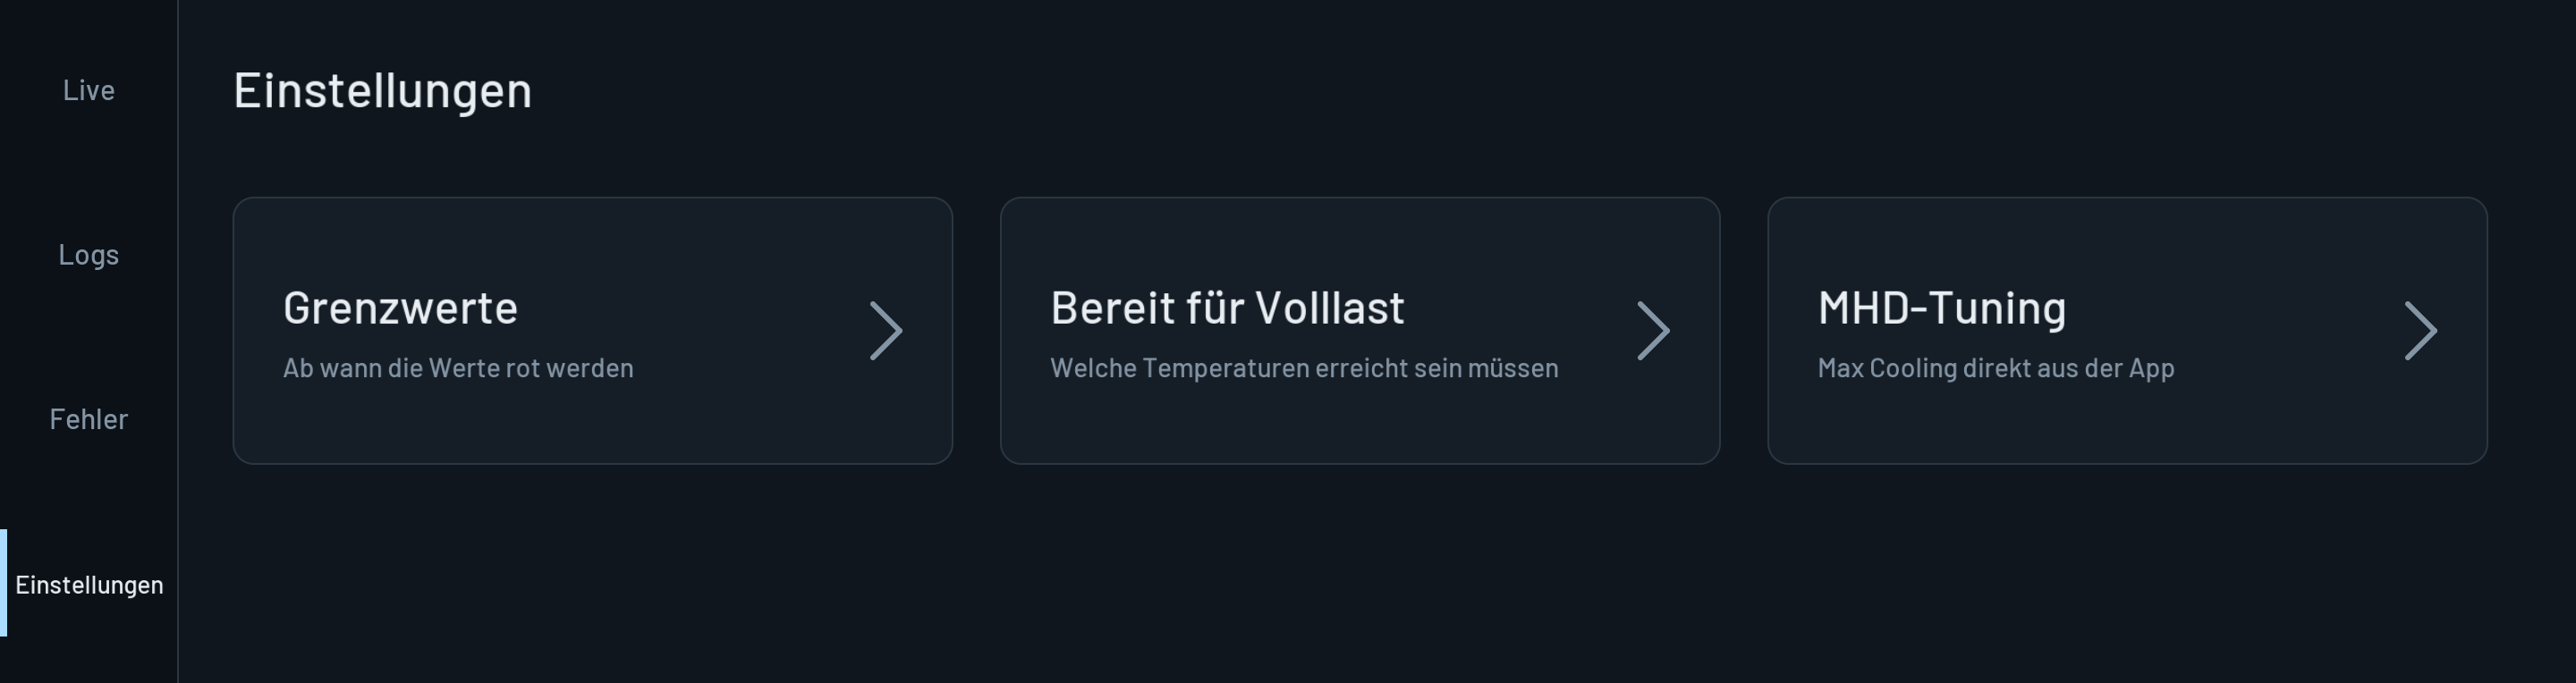 Live
Logs
Fehler
Einstellungen
Einstellungen
Grenzwerte
Ab wann die Werte rot werden
Bereit für Volllast
Welche Temperaturen erreicht sein müssen
MHD-Tuning
Max Cooling direkt aus der App